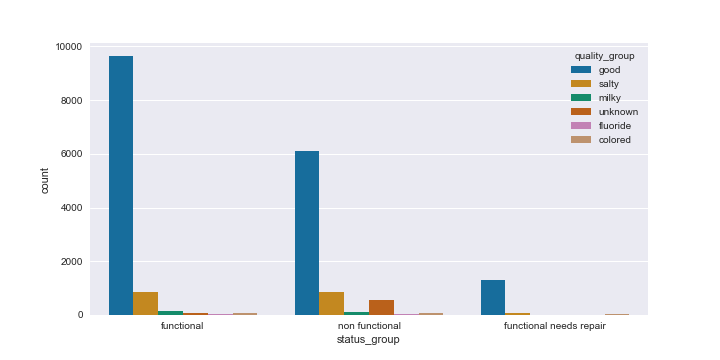 10000
8000
6000
4000
2000
0
count
quality_group
good
salty
milky
unknown
fluoride
colored
functional
non functional
functional needs repair
status_group